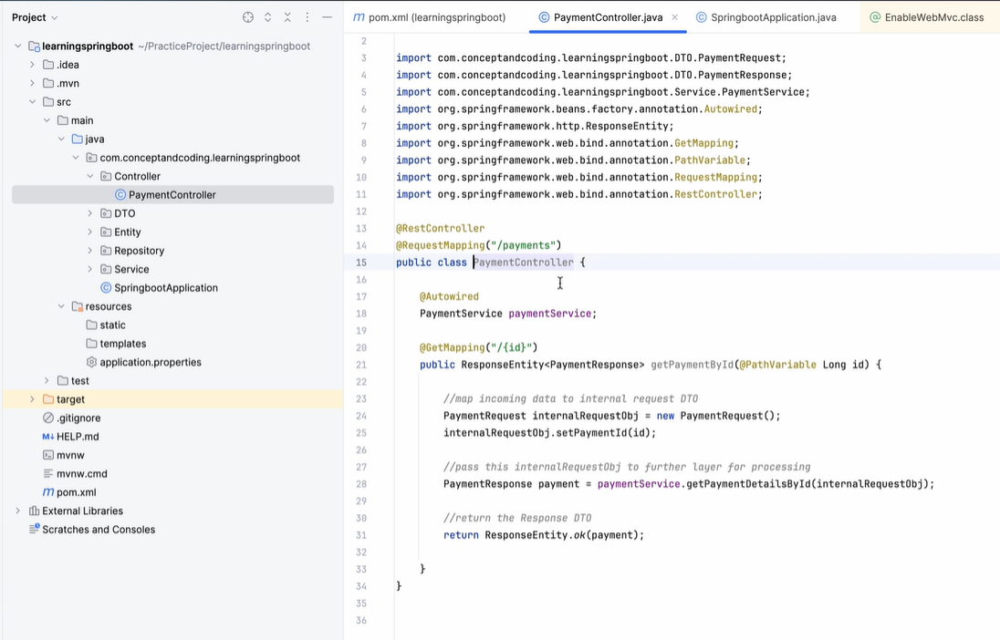 Project
learningspringboot ~/PracticeProject/learningspringboot
.idea
.mvn
src
main
java
com.conceptandcoding.learningspringboot
Controller
PaymentController
DTO
Entity
Repository
Service
SpringbootApplication
resources
static
templates
application.properties
test
target
.gitignore
M↓ HELP.md
mvnw
mvnw.cmd
m pom.xml
External Libraries
Scratches and Consoles
m pom.xml (learningspringboot) © PaymentController.java × © SpringbootApplication.java @ EnableWebMvc.class
2
3 import com.conceptandcoding.learningspringboot.DTO.PaymentRequest;
4 import com.conceptandcoding.learningspringboot.DTO.PaymentResponse;
5 import com.conceptandcoding.learningspringboot.Service.PaymentService;
6 import org.springframework.beans.factory.annotation.Autowired;
7 import org.springframework.http.ResponseEntity;
8 import org.springframework.web.bind.annotation.GetMapping;
9 import org.springframework.web.bind.annotation.PathVariable;
10 import org.springframework.web.bind.annotation.RequestMapping;
11 import org.springframework.web.bind.annotation.RestController;
12
13 @RestController
14 @RequestMapping("/payments")
15 public class PaymentController {
16
17 @Autowired
18 PaymentService paymentService;
19
20 @GetMapping("/{id}")
21 public ResponseEntity<PaymentResponse> getPaymentById(@PathVariable Long id) {
22
23 //map incoming data to internal request DTO
24 PaymentRequest internalRequestObj = new PaymentRequest();
25 internalRequestObj.setPaymentId(id);
26
27 //pass this internalRequestObj to further layer for processing
28 PaymentResponse payment = paymentService.getPaymentDetailsById(internalRequestObj);
29
30 //return the Response DTO
31 return ResponseEntity.ok(payment);
32
33 }
34 }
35
36